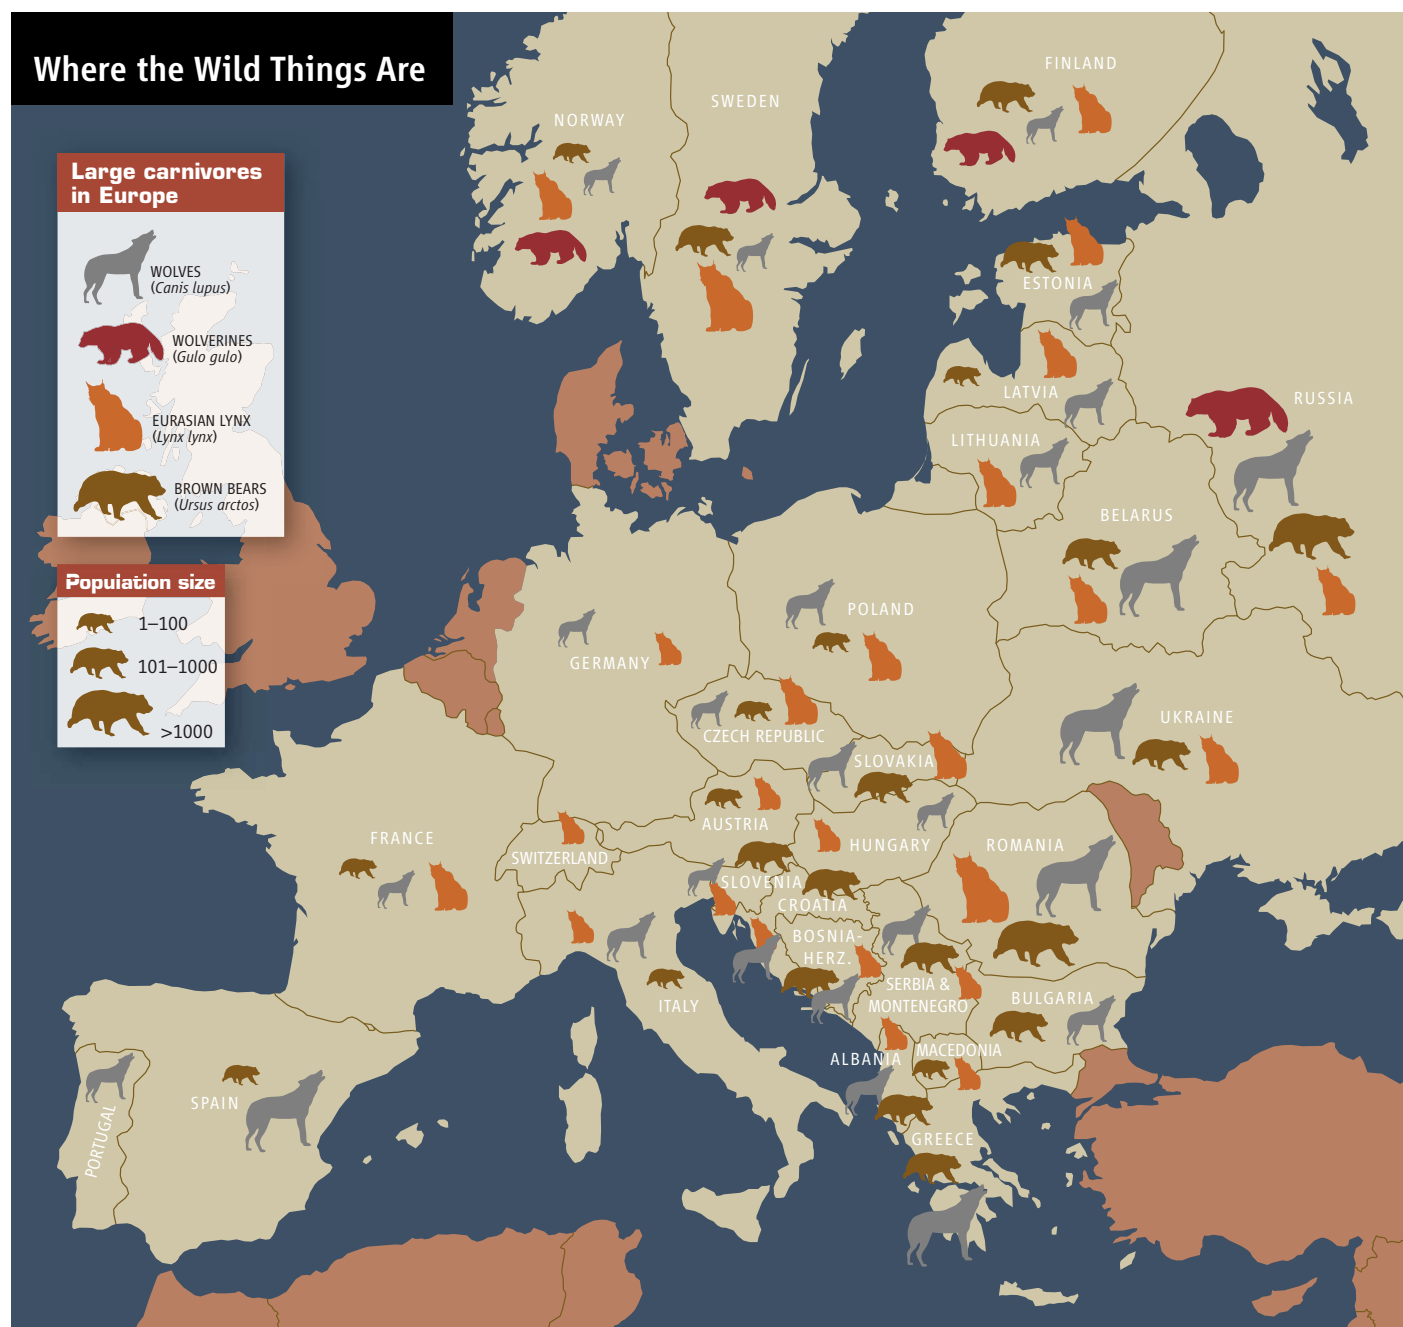 Where the Wild Things Are
Large carnivores
in Europe
WOLVES
(Canis lupus)
WOLVERINES
(Gulo gulo)
EURASIAN LYNX
(Lynx lynx)
BROWN BEARS
(Ursus arctos)
Population size
1–100
101–1000
>1000
FINLAND
SWEDEN
NORWAY
ESTONIA
LATVIA
RUSSIA
LITHUANIA
BELARUS
POLAND
GERMANY
UKRAINE
CZECH REPUBLIC
SLOVAKIA
AUSTRIA
FRANCE
HUNGARY
ROMANIA
SWITZERLAND
SLOVENIA
CROATIA
BOSNIA-
HERZ.
SERBIA &
MONTENEGRO
BULGARIA
ITALY
MACEDONIA
ALBANIA
SPAIN
PORTUGAL
GREECE